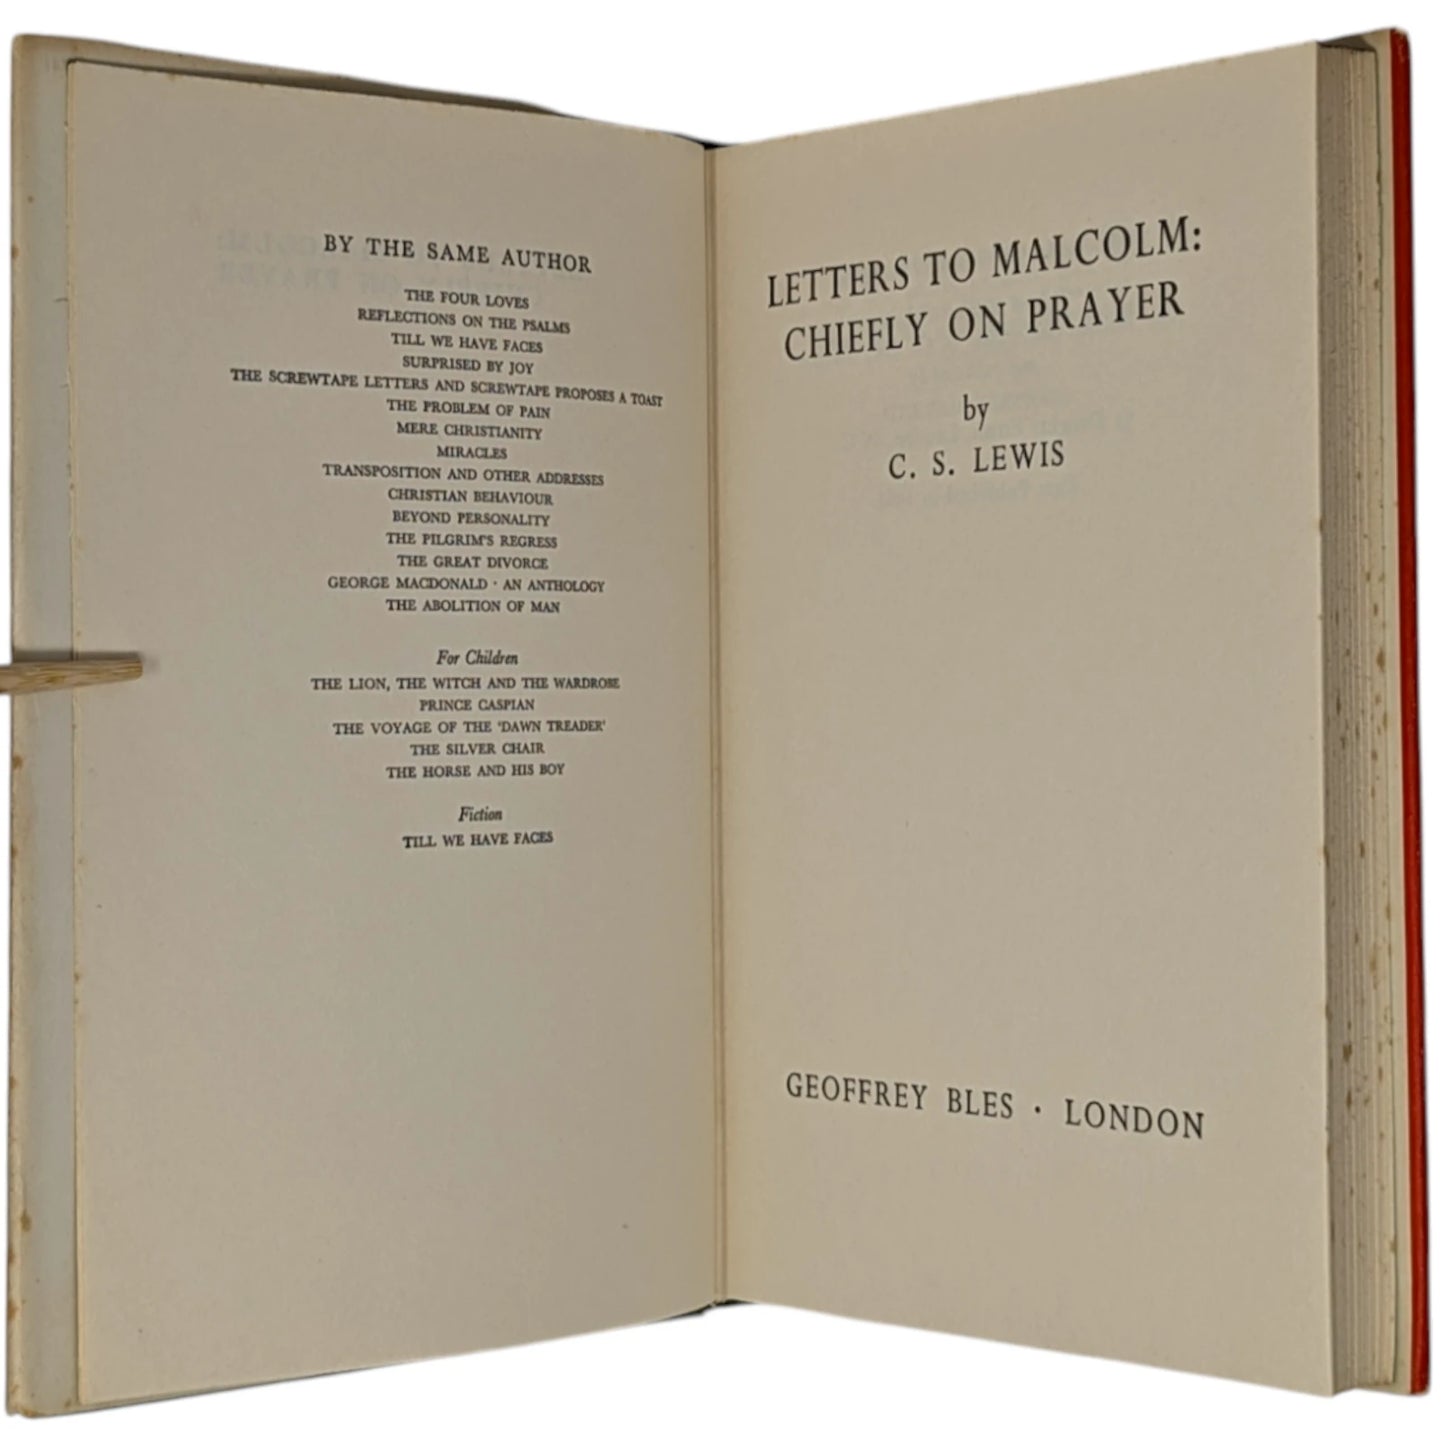 BY THE SAME AUTHOR
THE FOUR LOVES
REFLECTIONS ON THE PSALMS
TILL WE HAVE FACES
SURPRISED BY JOY
THE SCREWTAPE LETTERS AND SCREWTAPE PROPOSES A TOAST
THE PROBLEM OF PAIN
MERE CHRISTIANITY
MIRACLES
TRANSPOSITION AND OTHER ADDRESSES
CHRISTIAN BEHAVIOUR
BEYOND PERSONALITY
THE PILGRIM'S REGRESS
THE GREAT DIVORCE
GEORGE MACDONALD · AN ANTHOLOGY
THE ABOLITION OF MAN
For Children
THE LION, THE WITCH AND THE WARDROBE
PRINCE CASPIAN
THE VOYAGE OF THE 'DAWN TREADER'
THE SILVER CHAIR
THE HORSE AND HIS BOY
Fiction
TILL WE HAVE FACES
LETTERS TO MALCOLM:
CHIEFLY ON PRAYER
by
C. S. LEWIS
GEOFFREY BLES · LONDON